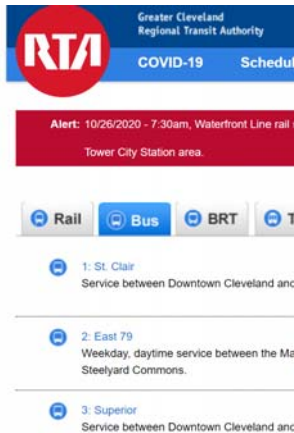 Greater Cleveland
Regional Transit Authority
RTA
COVID-19 Schedul
Alert: 10/26/2020 - 7:30am, Waterfront Line rail
Tower City Station area.
Rail Bus BRT T
1: St. Clair
Service between Downtown Cleveland and
2: East 79
Weekday, daytime service between the Ma
Steelyard Commons.
3: Superior
Service between Downtown Cleveland and